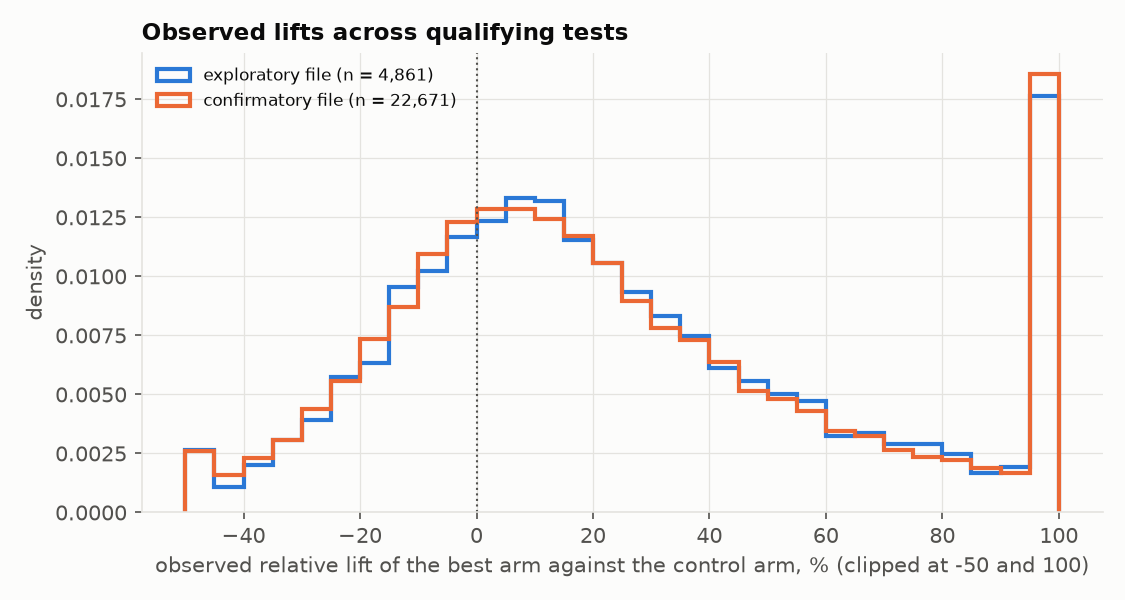 Observed lifts across qualifying tests
exploratory file (n = 4,861)
confirmatory file (n = 22,671)
density
0.0175
0.0150
0.0125
0.0100
0.0075
0.0050
0.0025
0.0000
−40 −20 0 20 40 60 80 100
observed relative lift of the best arm against the control arm, % (clipped at -50 and 100)